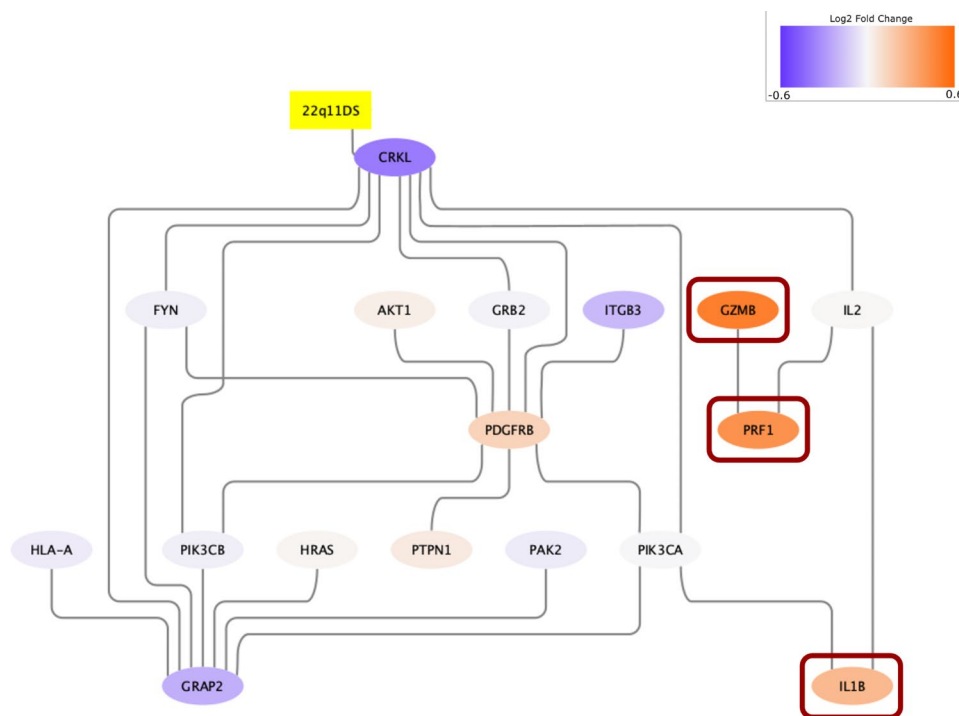 Log2 Fold Change
-0.6 0.6
22q11DS
CRKL
FYN AKT1 GRB2 ITGB3 GZMB IL2
PDGFRB PRF1
HLA-A PIK3CB HRAS PTPN1 PAK2 PIK3CA
GRAP2 IL1B